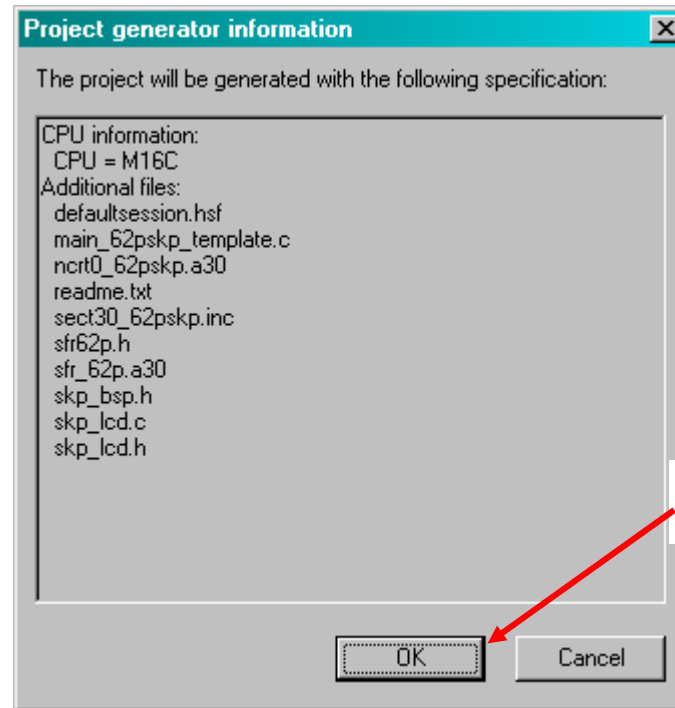 Project generator information
The project will be generated with the following specification:
CPU information:
CPU = M16C
Additional files:
defaultsession.hsf
main_62pskp_template.c
ncrt0_62pskp.a30
readme.txt
sect30_62pskp.inc
sfr62p.h
sfr_62p.a30
skp_bsp.h
skp_lcd.c
skp_lcd.h
OK Cancel